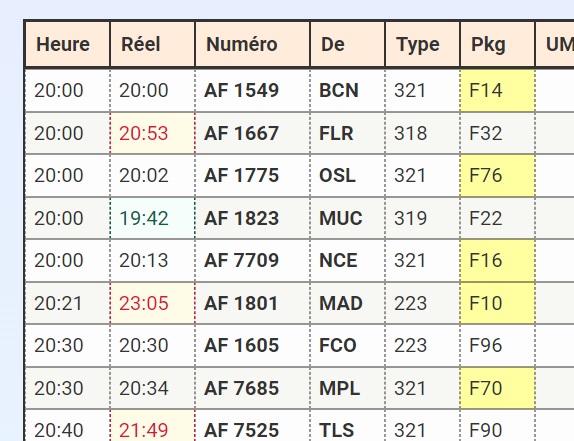 Heure Réel Numéro De Type Pkg UM
20:00 20:00 AF 1549 BCN 321 F14
20:00 20:53 AF 1667 FLR 318 F32
20:00 20:02 AF 1775 OSL 321 F76
20:00 19:42 AF 1823 MUC 319 F22
20:00 20:13 AF 7709 NCE 321 F16
20:21 23:05 AF 1801 MAD 223 F10
20:30 20:30 AF 1605 FCO 223 F96
20:30 20:34 AF 7685 MPL 321 F70
20:40 21:49 AF 7525 TLS 321 F90